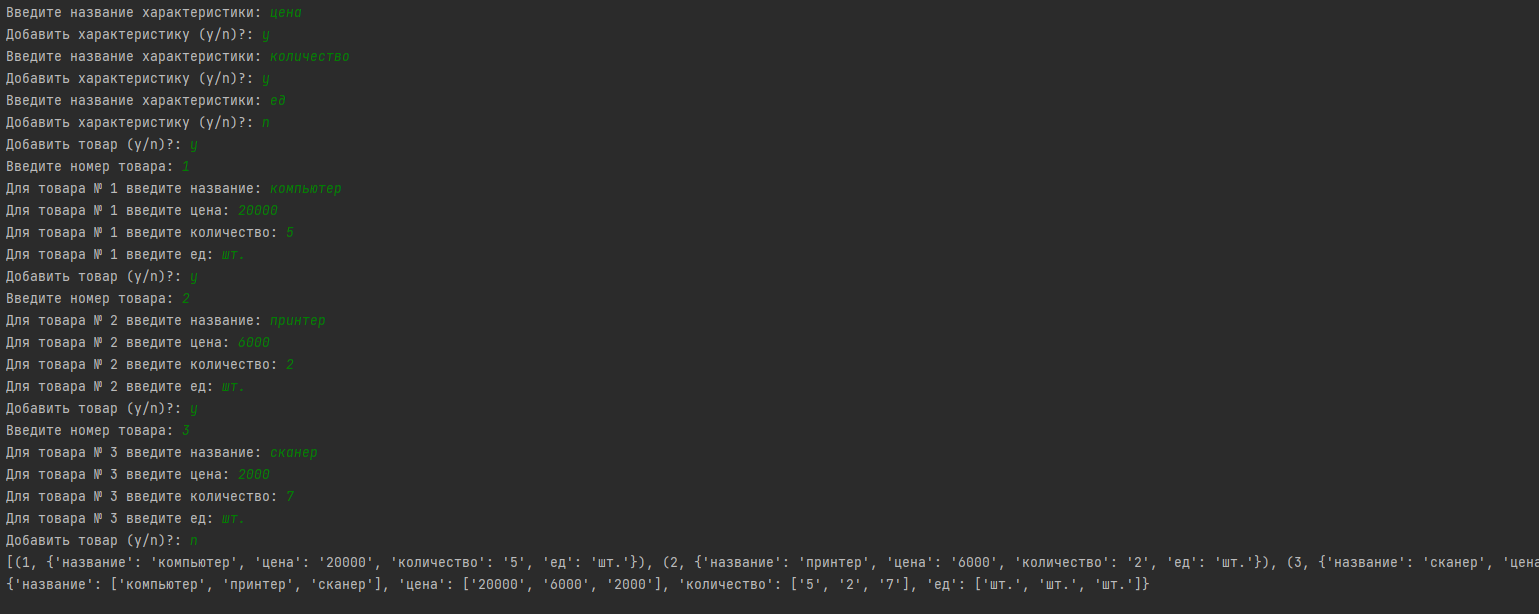 Введите название характеристики: цена
Добавить характеристику (y/n)?: y
Введите название характеристики: количество
Добавить характеристику (y/n)?: y
Введите название характеристики: ед
Добавить характеристику (y/n)?: n
Добавить товар (y/n)?: y
Введите номер товара: 1
Для товара № 1 введите название: компьютер
Для товара № 1 введите цена: 20000
Для товара № 1 введите количество: 5
Для товара № 1 введите ед: шт.
Добавить товар (y/n)?: y
Введите номер товара: 2
Для товара № 2 введите название: принтер
Для товара № 2 введите цена: 6000
Для товара № 2 введите количество: 2
Для товара № 2 введите ед: шт.
Добавить товар (y/n)?: y
Введите номер товара: 3
Для товара № 3 введите название: сканер
Для товара № 3 введите цена: 2000
Для товара № 3 введите количество: 7
Для товара № 3 введите ед: шт.
Добавить товар (y/n)?: n
[(1, {'название': 'компьютер', 'цена': '20000', 'количество': '5', 'ед': 'шт.'}), (2, {'название': 'принтер', 'цена': '6000', 'количество': '2', 'ед': 'шт.'}), (3, {'название': 'сканер', 'цена
{'название': ['компьютер', 'принтер', 'сканер'], 'цена': ['20000', '6000', '2000'], 'количество': ['5', '2', '7'], 'ед': ['шт.', 'шт.', 'шт.']}